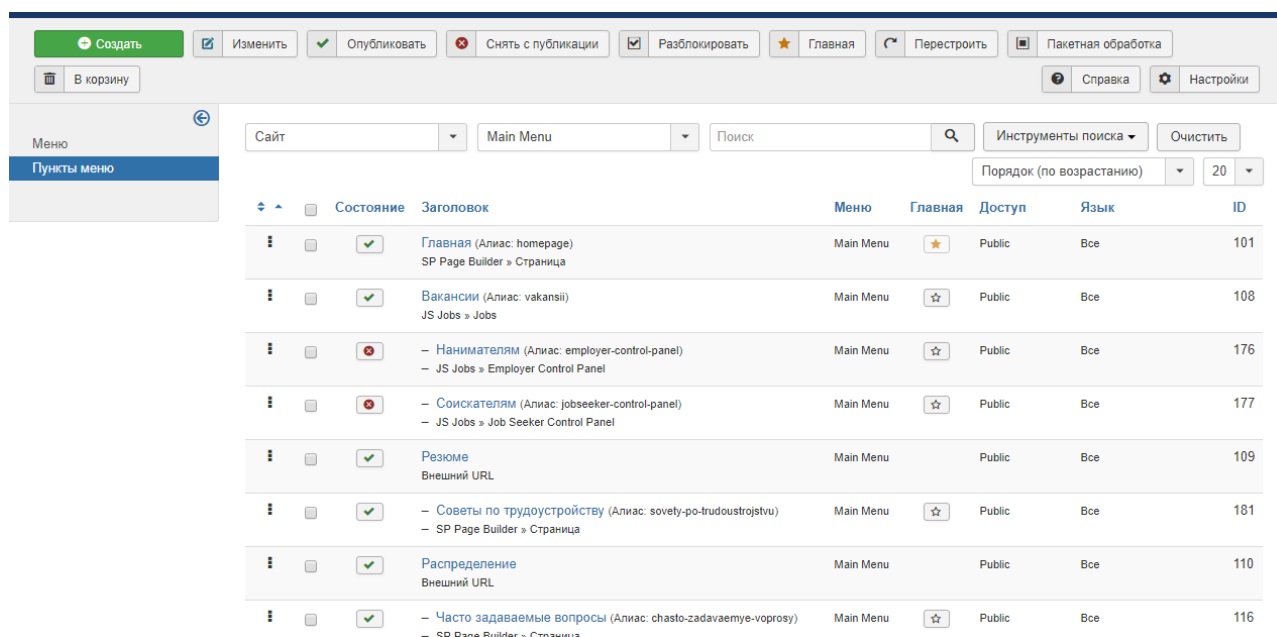 Создать Изменить Опубликовать Снять с публикации Разблокировать Главная Перестроить Пакетная обработка
В корзину Справка Настройки
Меню
Пункты меню
Сайт Main Menu Поиск Инструменты поиска Очистить
Порядок (по возрастанию) 20
Состояние Заголовок Меню Главная Доступ Язык ID
Главная (Алиас: homepage) Main Menu Public Все 101
SP Page Builder » Страница
Вакансии (Алиас: vakansii) Main Menu Public Все 108
JS Jobs » Jobs
– Нанимателям (Алиас: employer-control-panel) Main Menu Public Все 176
– JS Jobs » Employer Control Panel
– Соискателям (Алиас: jobseeker-control-panel) Main Menu Public Все 177
– JS Jobs » Job Seeker Control Panel
Резюме Main Menu Public Все 109
Внешний URL
– Советы по трудоустройству (Алиас: sovety-po-trudoustrojstvu) Main Menu Public Все 181
– SP Page Builder » Страница
Распределение Main Menu Public Все 110
Внешний URL
– Часто задаваемые вопросы (Алиас: chasto-zadavaemye-voprosy) Main Menu Public Все 116
– SP Page Builder » Страница